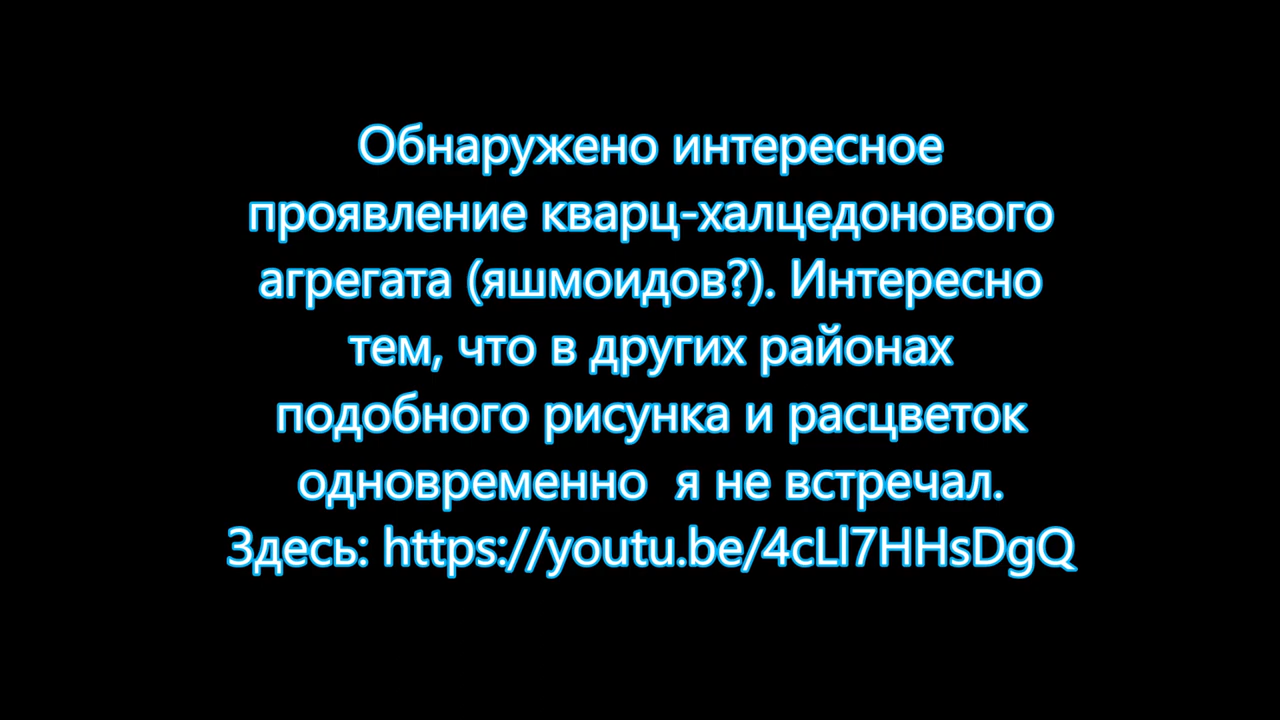 Обнаружено интересное
проявление кварц-халцедонового
агрегата (яшмоидов?). Интересно
тем, что в других районах
подобного рисунка и расцветок
одновременно  я не встречал.
Здесь: https://youtu.be/4cLl7HHsDgQ